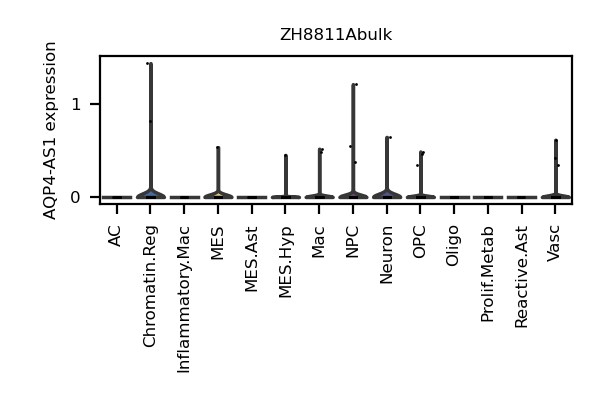 ZH8811Abulk
AQP4-AS1 expression
1
0
AC
Chromatin.Reg
Inflammatory.Mac
MES
MES.Ast
MES.Hyp
Mac
NPC
Neuron
OPC
Oligo
Prolif.Metab
Reactive.Ast
Vasc